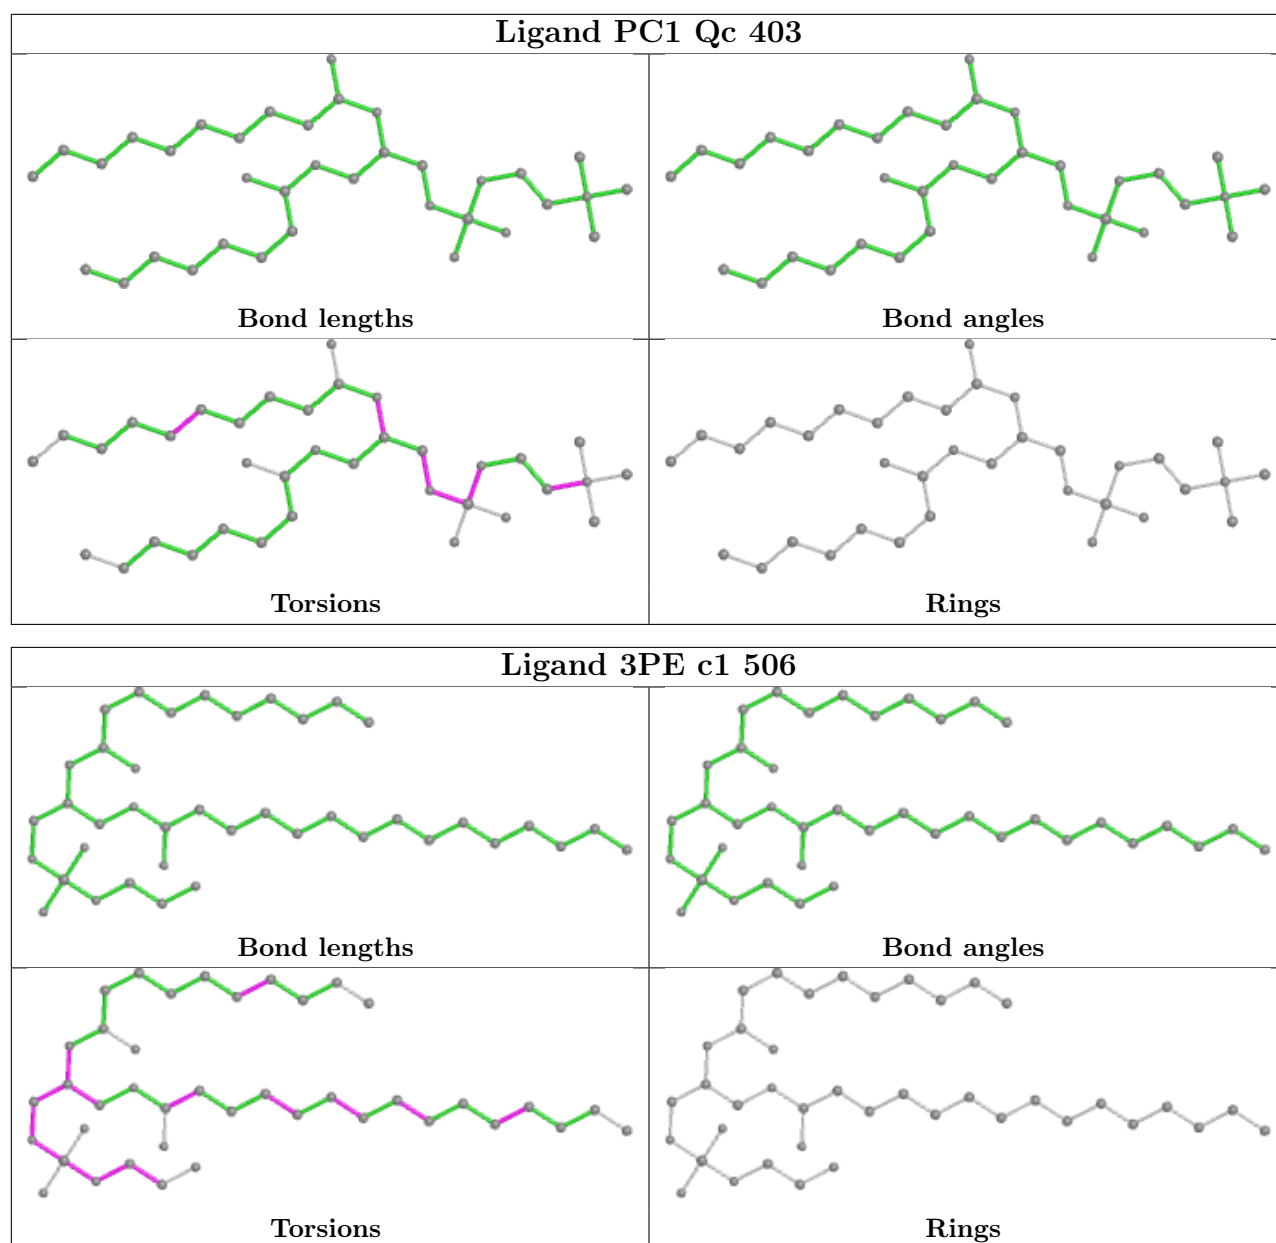 Ligand PC1 Qc 403
Bond lengths
Bond angles
Torsions
Rings
Ligand 3PE c1 506
Bond lengths
Bond angles
Torsions
Rings